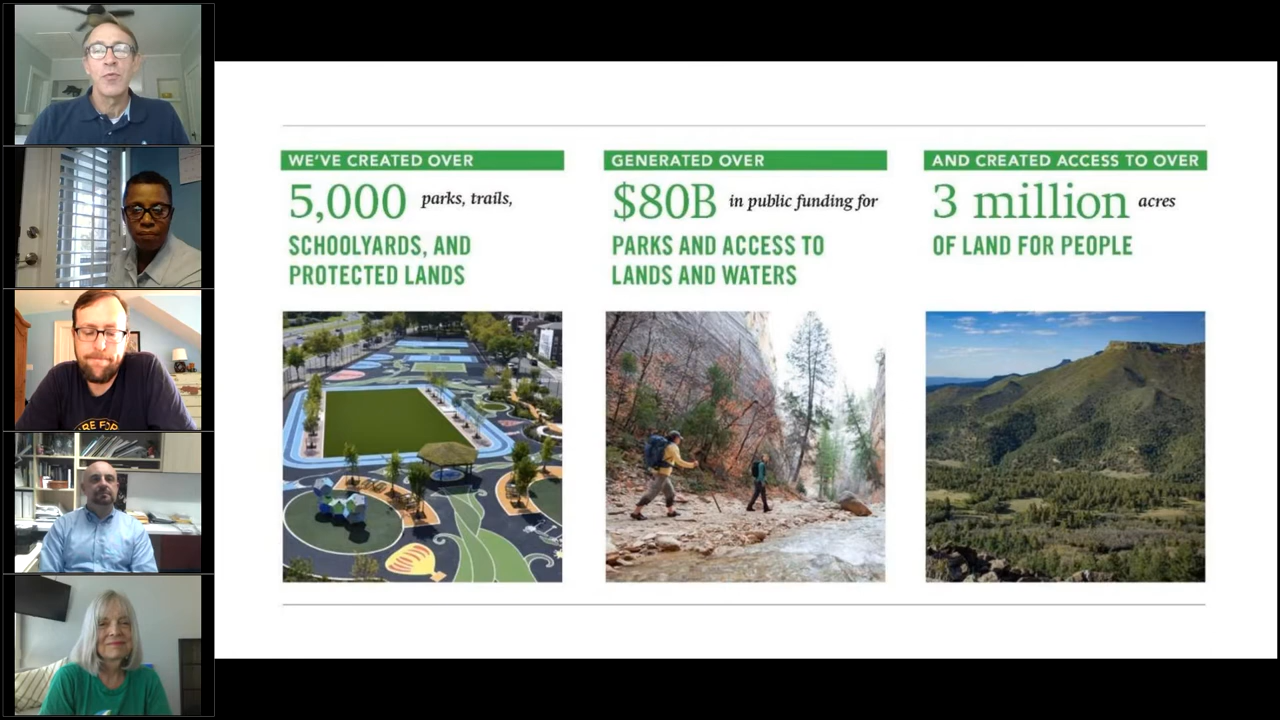 WE'VE CREATED OVER
5,000 parks, trails,
SCHOOLYARDS, AND
PROTECTED LANDS
GENERATED OVER
$80B in public funding for
PARKS AND ACCESS TO
LANDS AND WATERS
AND CREATED ACCESS TO OVER
3 million acres
OF LAND FOR PEOPLE